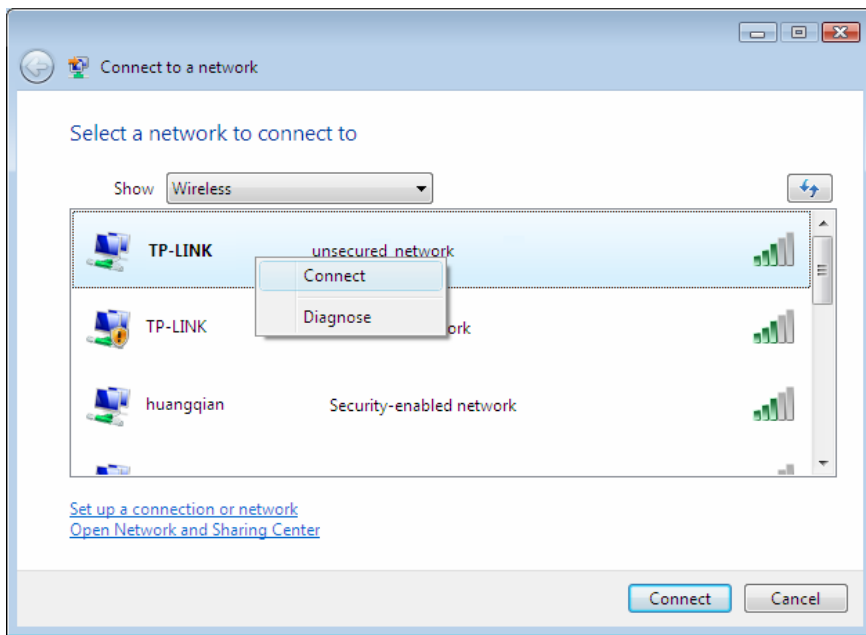 Connect to a network
Select a network to connect to
Show Wireless
TP-LINK unsecured network
Connect
Diagnose
TP-LINK
huangqian Security-enabled network
Set up a connection or network
Open Network and Sharing Center
Connect Cancel